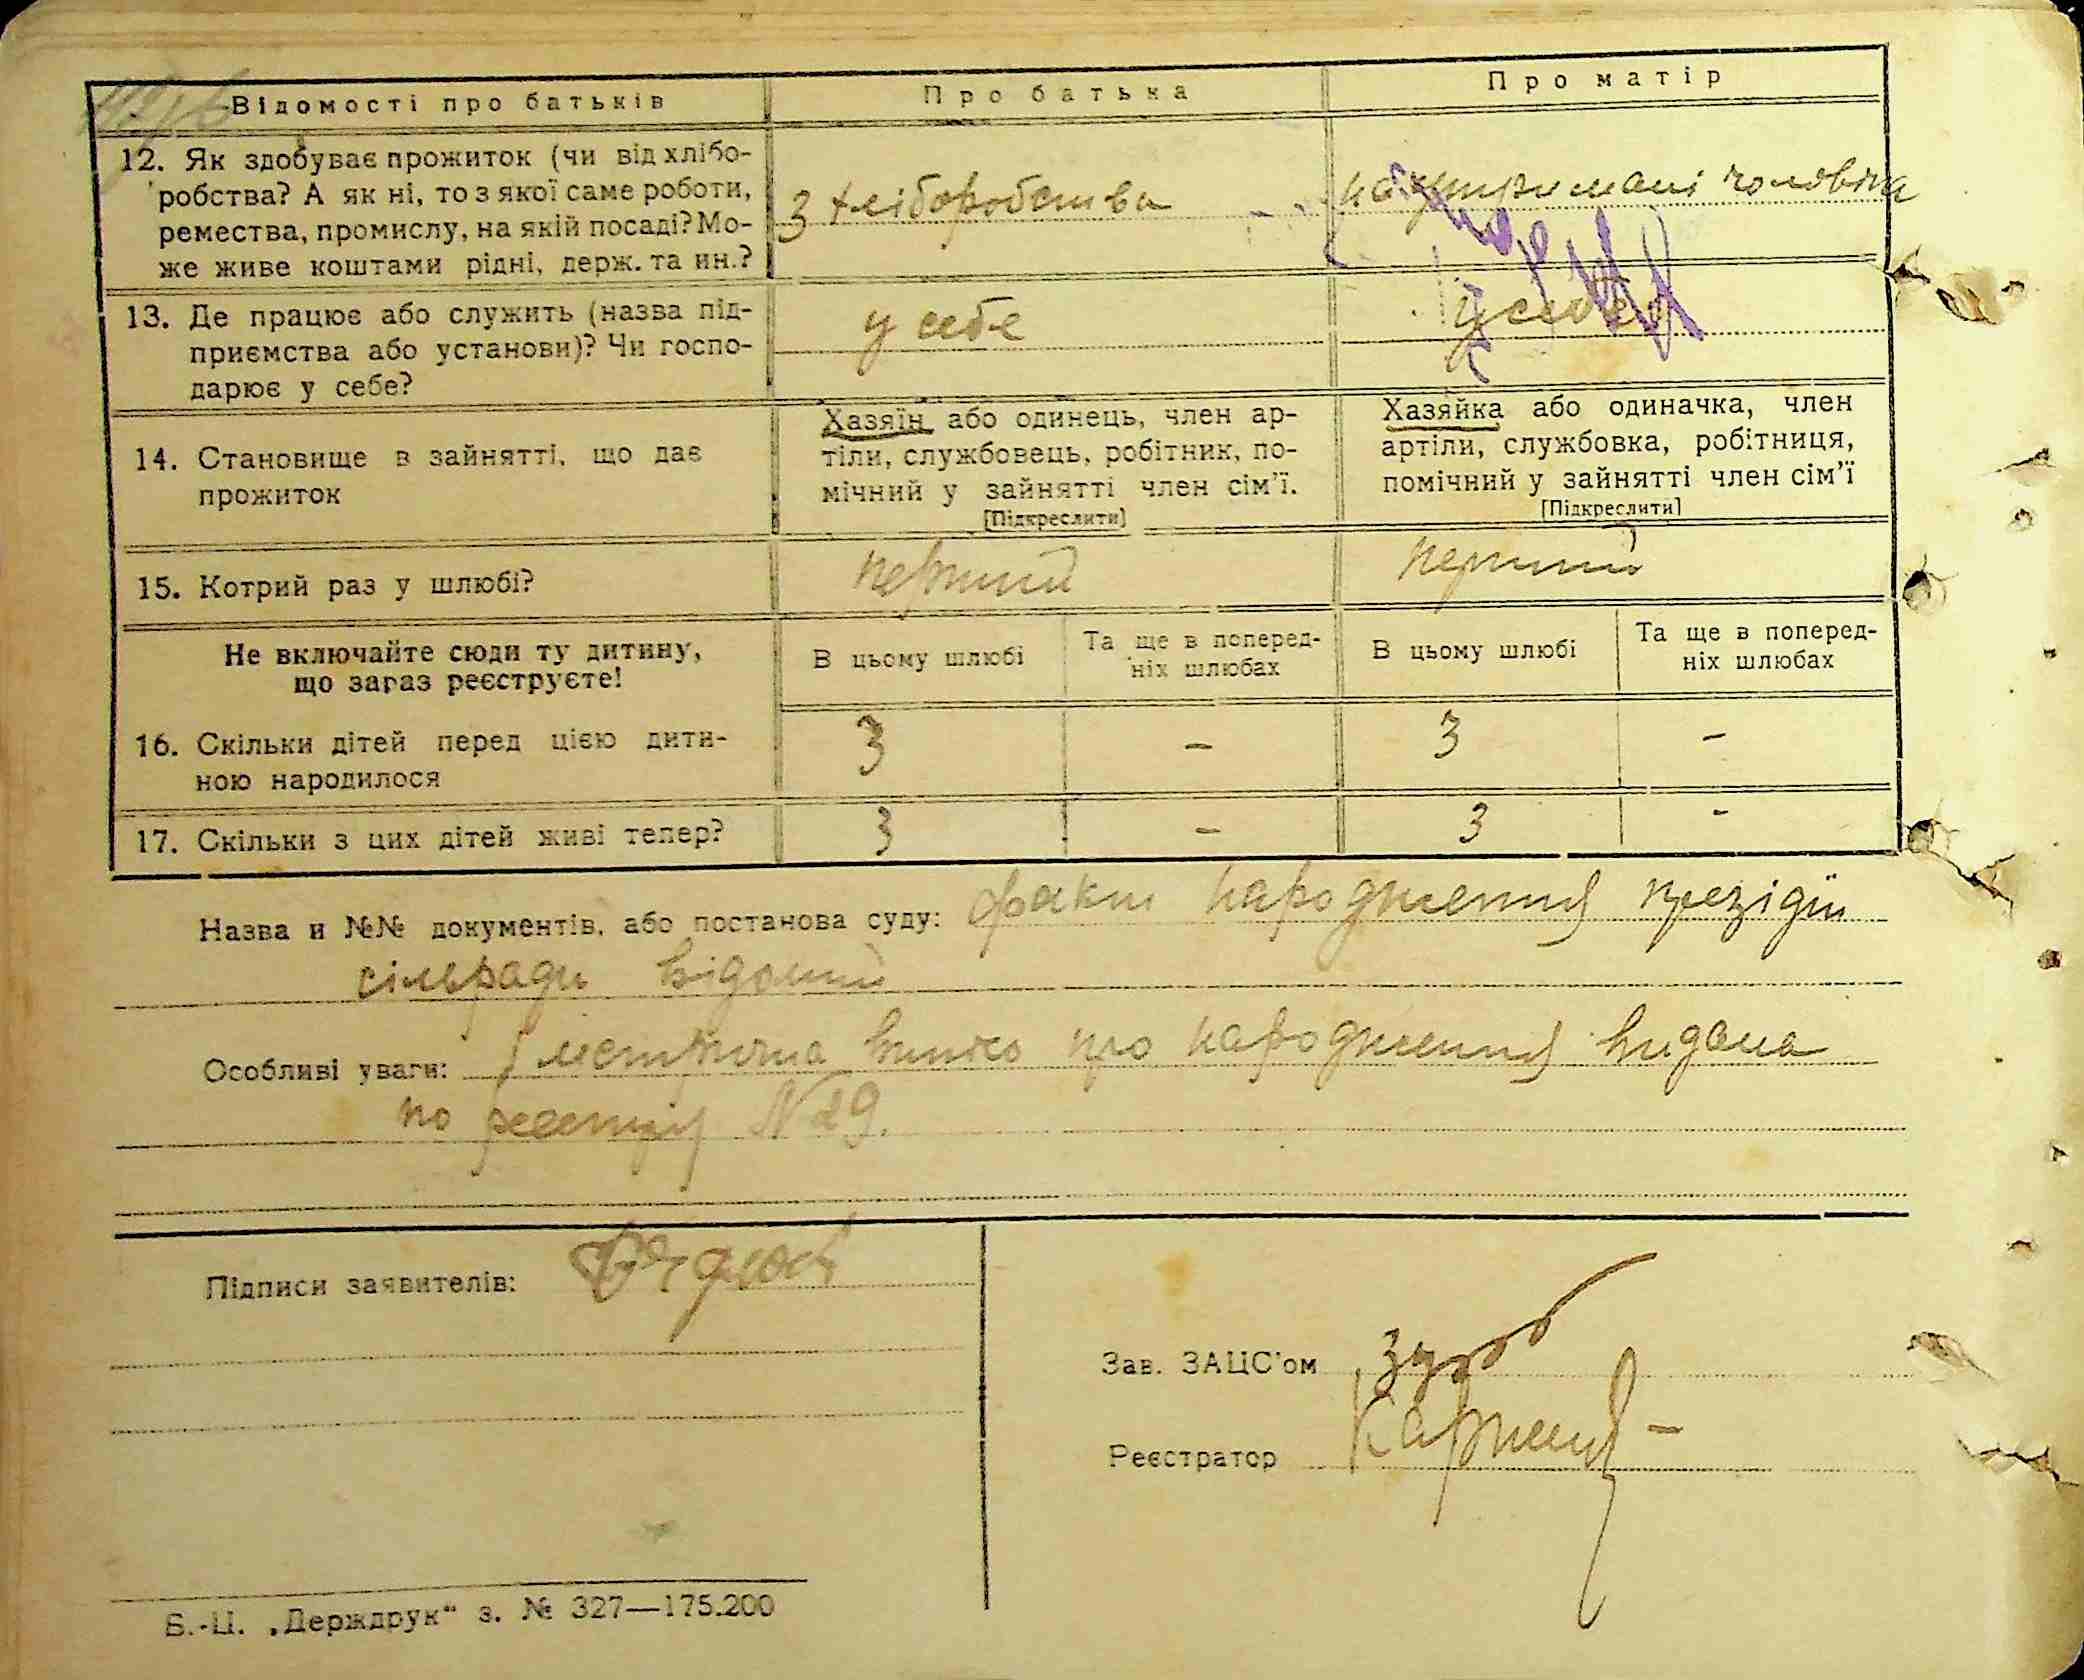 Відомості про батьків
Про батька
Про матір
12. Як здобуває прожиток (чи від хлібо-
робства? А як ні, то з якої саме роботи,
ремества, промислу, на якій посаді? Мо-
же живе коштами рідні, держ. та ин.?
З хліборобства
на утриманні чоловіка
13. Де працює або служить (назва під-
приємства або установи)? Чи госпо-
дарює у себе?
у себе
у себе
14. Становище в зайнятті, що дає
прожиток
Хазяїн або одинець, член ар-
тіли, службовець, робітник, по-
мічний у зайнятті член сім'ї.
[Підкреслити]
Хазяйка або одиначка, член
артіли, службовка, робітниця,
помічний у зайнятті член сім'ї
[Підкреслити]
15. Котрий раз у шлюбі?
перший
перший
Не включайте сюди ту дитину,
що зараз реєструєте!
В цьому шлюбі
Та ще в поперед-
ніх шлюбах
В цьому шлюбі
Та ще в поперед-
ніх шлюбах
16. Скільки дітей перед цією дити-
ною народилося
3
-
3
-
17. Скільки з цих дітей живі тепер?
3
-
3
-
Назва и №№ документів, або постанова суду: факт народження президії
сільради відомий
Особливі уваги: метрична про народження видана
по реєстру №29.
Підписи заявителів:
Зав. ЗАЦС'ом
Реєстратор
Б.-Ц. „Держдрук" з. № 327—175.200